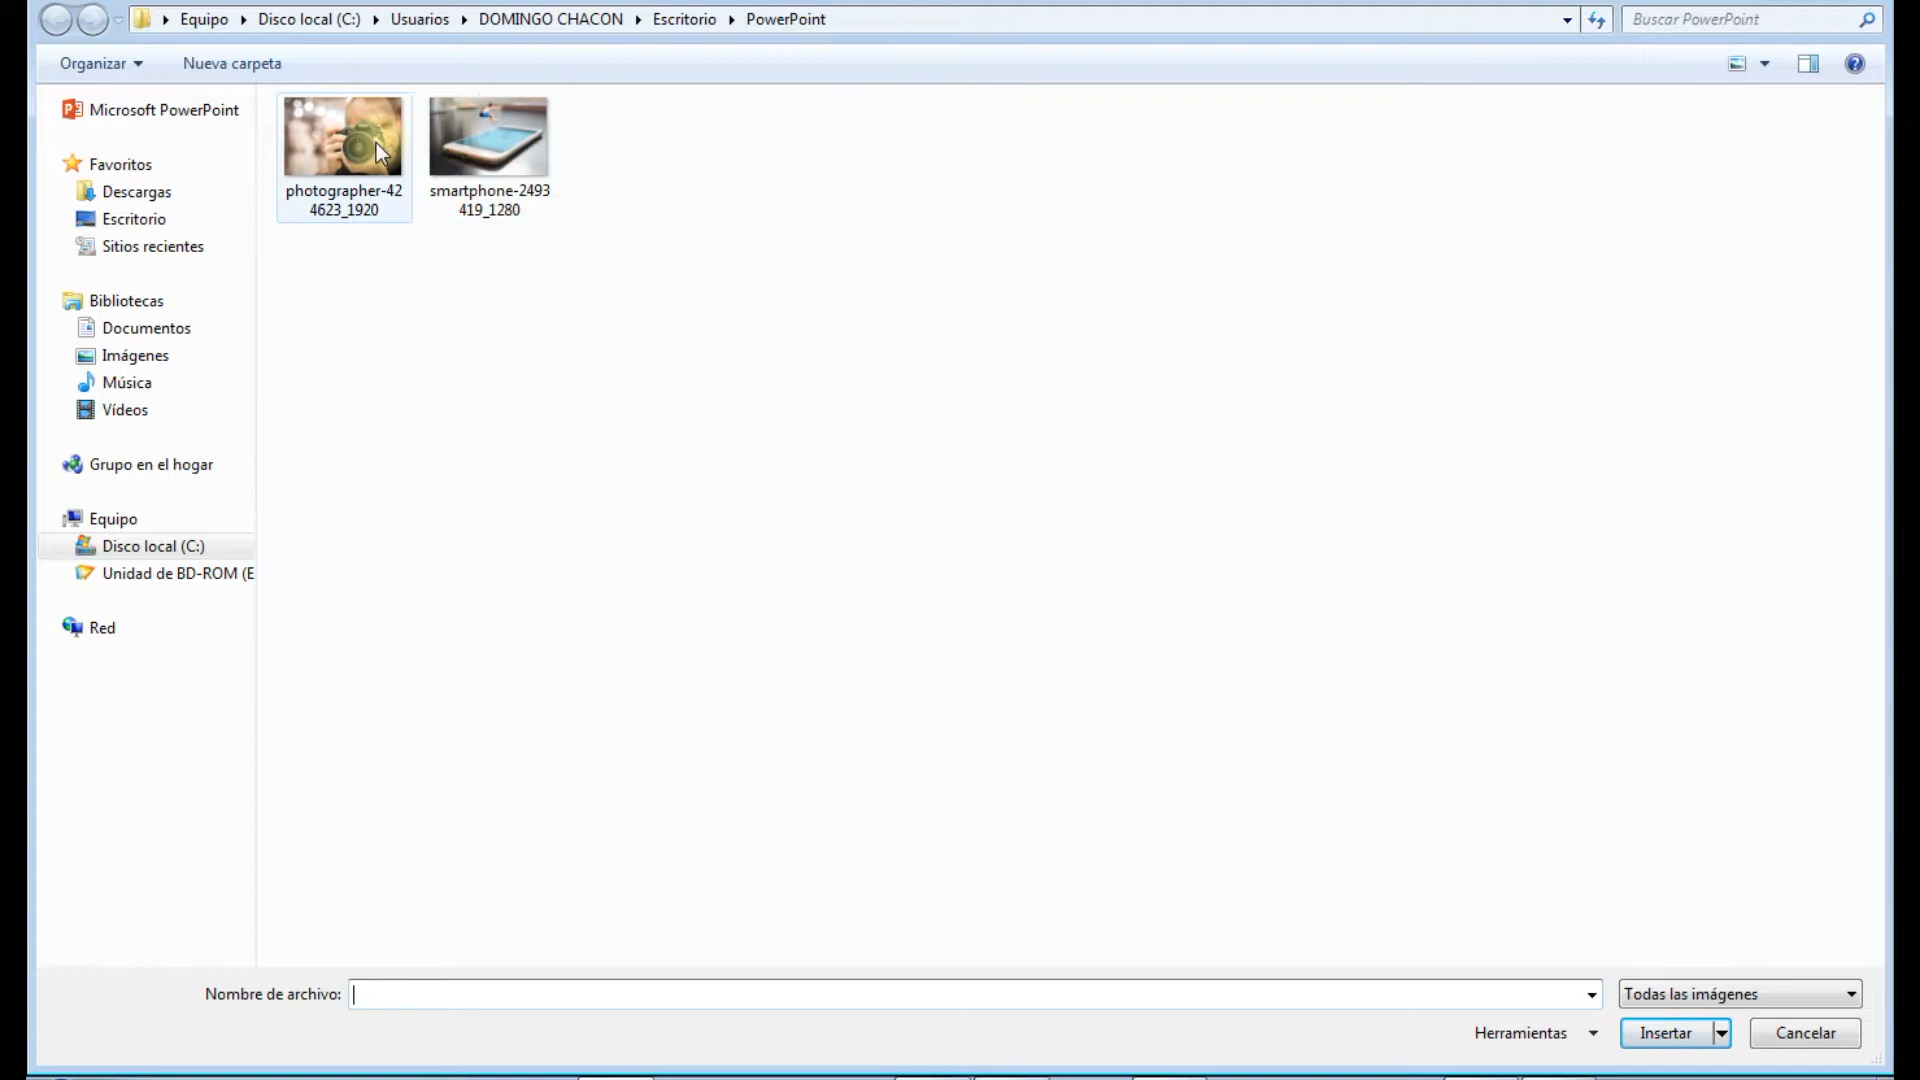 Equipo Disco local (C:) Usuarios DOMINGO CHACON Escritorio PowerPoint
Buscar PowerPoint
Organizar
Nueva carpeta
Microsoft PowerPoint
Favoritos
Descargas
Escritorio
Sitios recientes
Bibliotecas
Documentos
Imágenes
Música
Vídeos
Grupo en el hogar
Equipo
Disco local (C:)
Unidad de BD-ROM (E
Red
photographer-42
4623_1920
smartphone-2493
419_1280
Nombre de archivo:
Todas las imágenes
Herramientas
Insertar
Cancelar